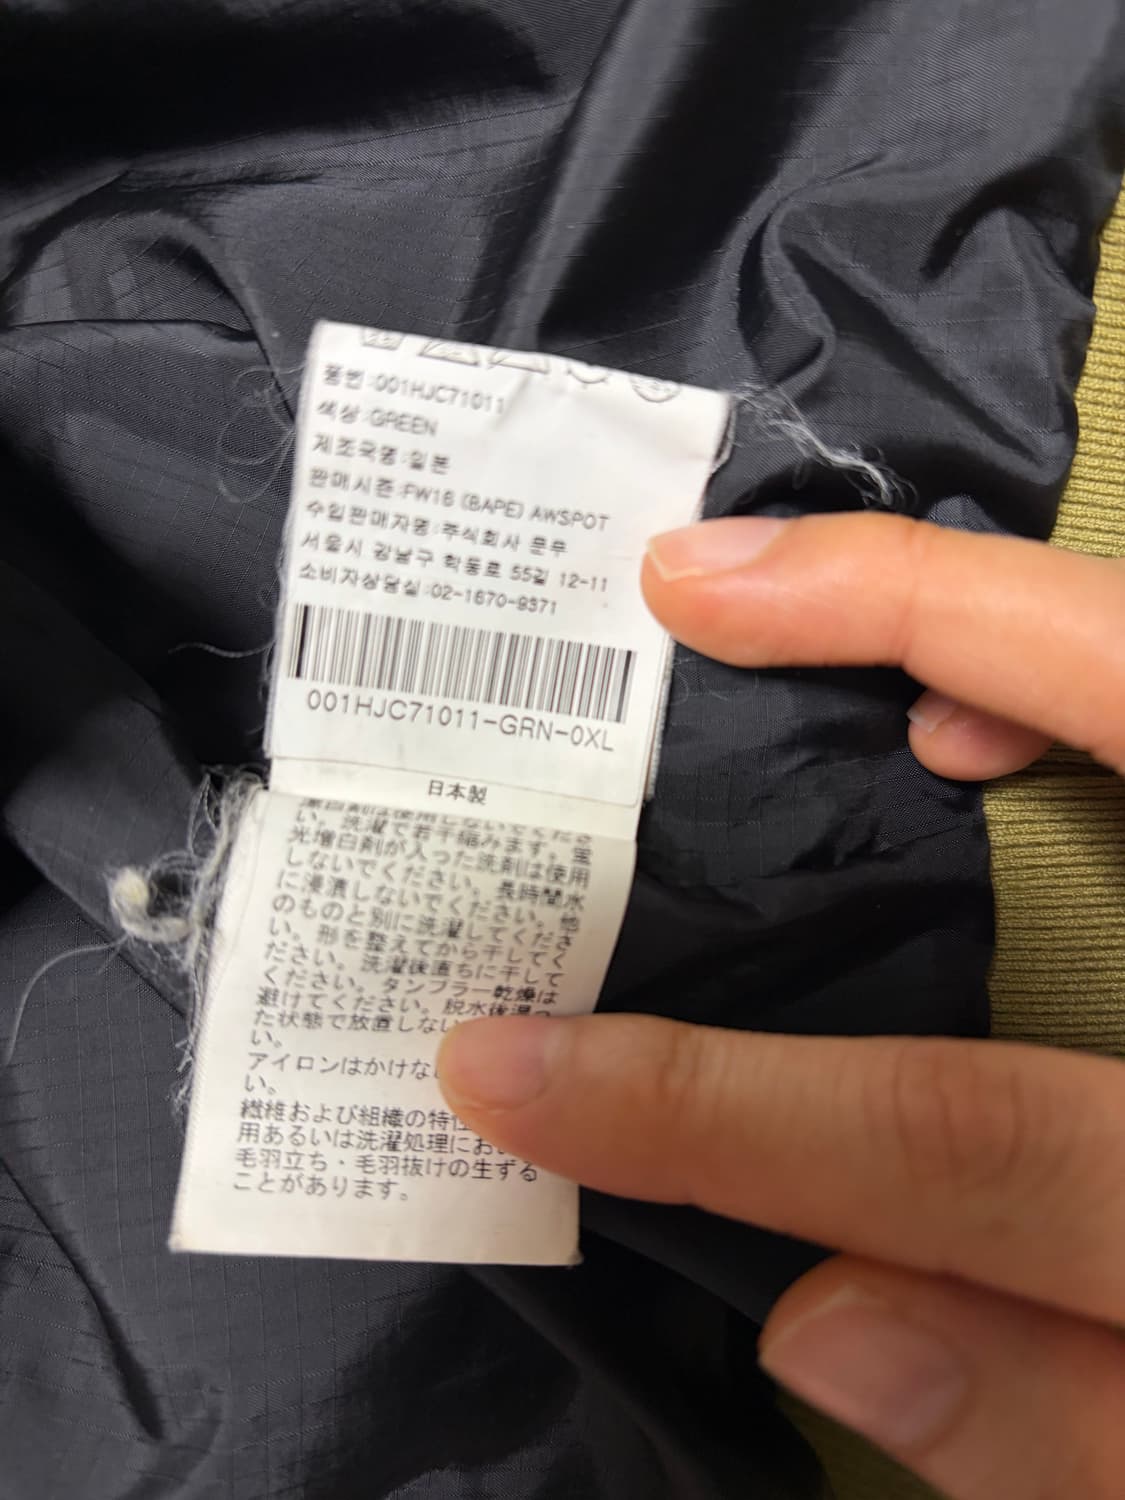 품번:001HJC71011
색상:GREEN
제조국명:일본
판매시즌:FW16 (BAPE) AWSPOT
수입판매자명:주식회사 문무
서울시 강남구 학동로 55길 12-11
소비자상담실:02-1670-9371
001HJC71011-GRN-0XL
日本製
い。洗濯で若干縮みます。蛍
光増白剤が入った洗剤は使用
しないでください。長時間水
に浸漬しないでください。他
のものと別に洗濯してくださ
い。形を整えてから干してく
ださい。洗濯後直ちに干して
ください。タンブラー乾燥は
避けてください。脱水後湿っ
た状態で放置しない
い。
アイロンはかけな
い。
繊維および組織の特性
用あるいは洗濯処理にお
毛羽立ち・毛羽抜けの生ずる
ことがあります。